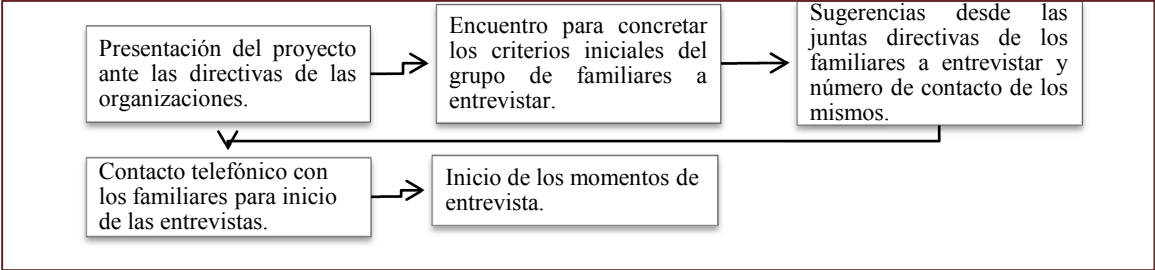 Presentación del proyecto
ante las directivas de las
organizaciones.
Encuentro para concretar
los criterios iniciales del
grupo de familiares a
entrevistar.
Sugerencias desde las
juntas directivas de los
familiares a entrevistar y
número de contacto de los
mismos.
Contacto telefónico con
los familiares para inicio
de las entrevistas.
Inicio de los momentos de
entrevista.